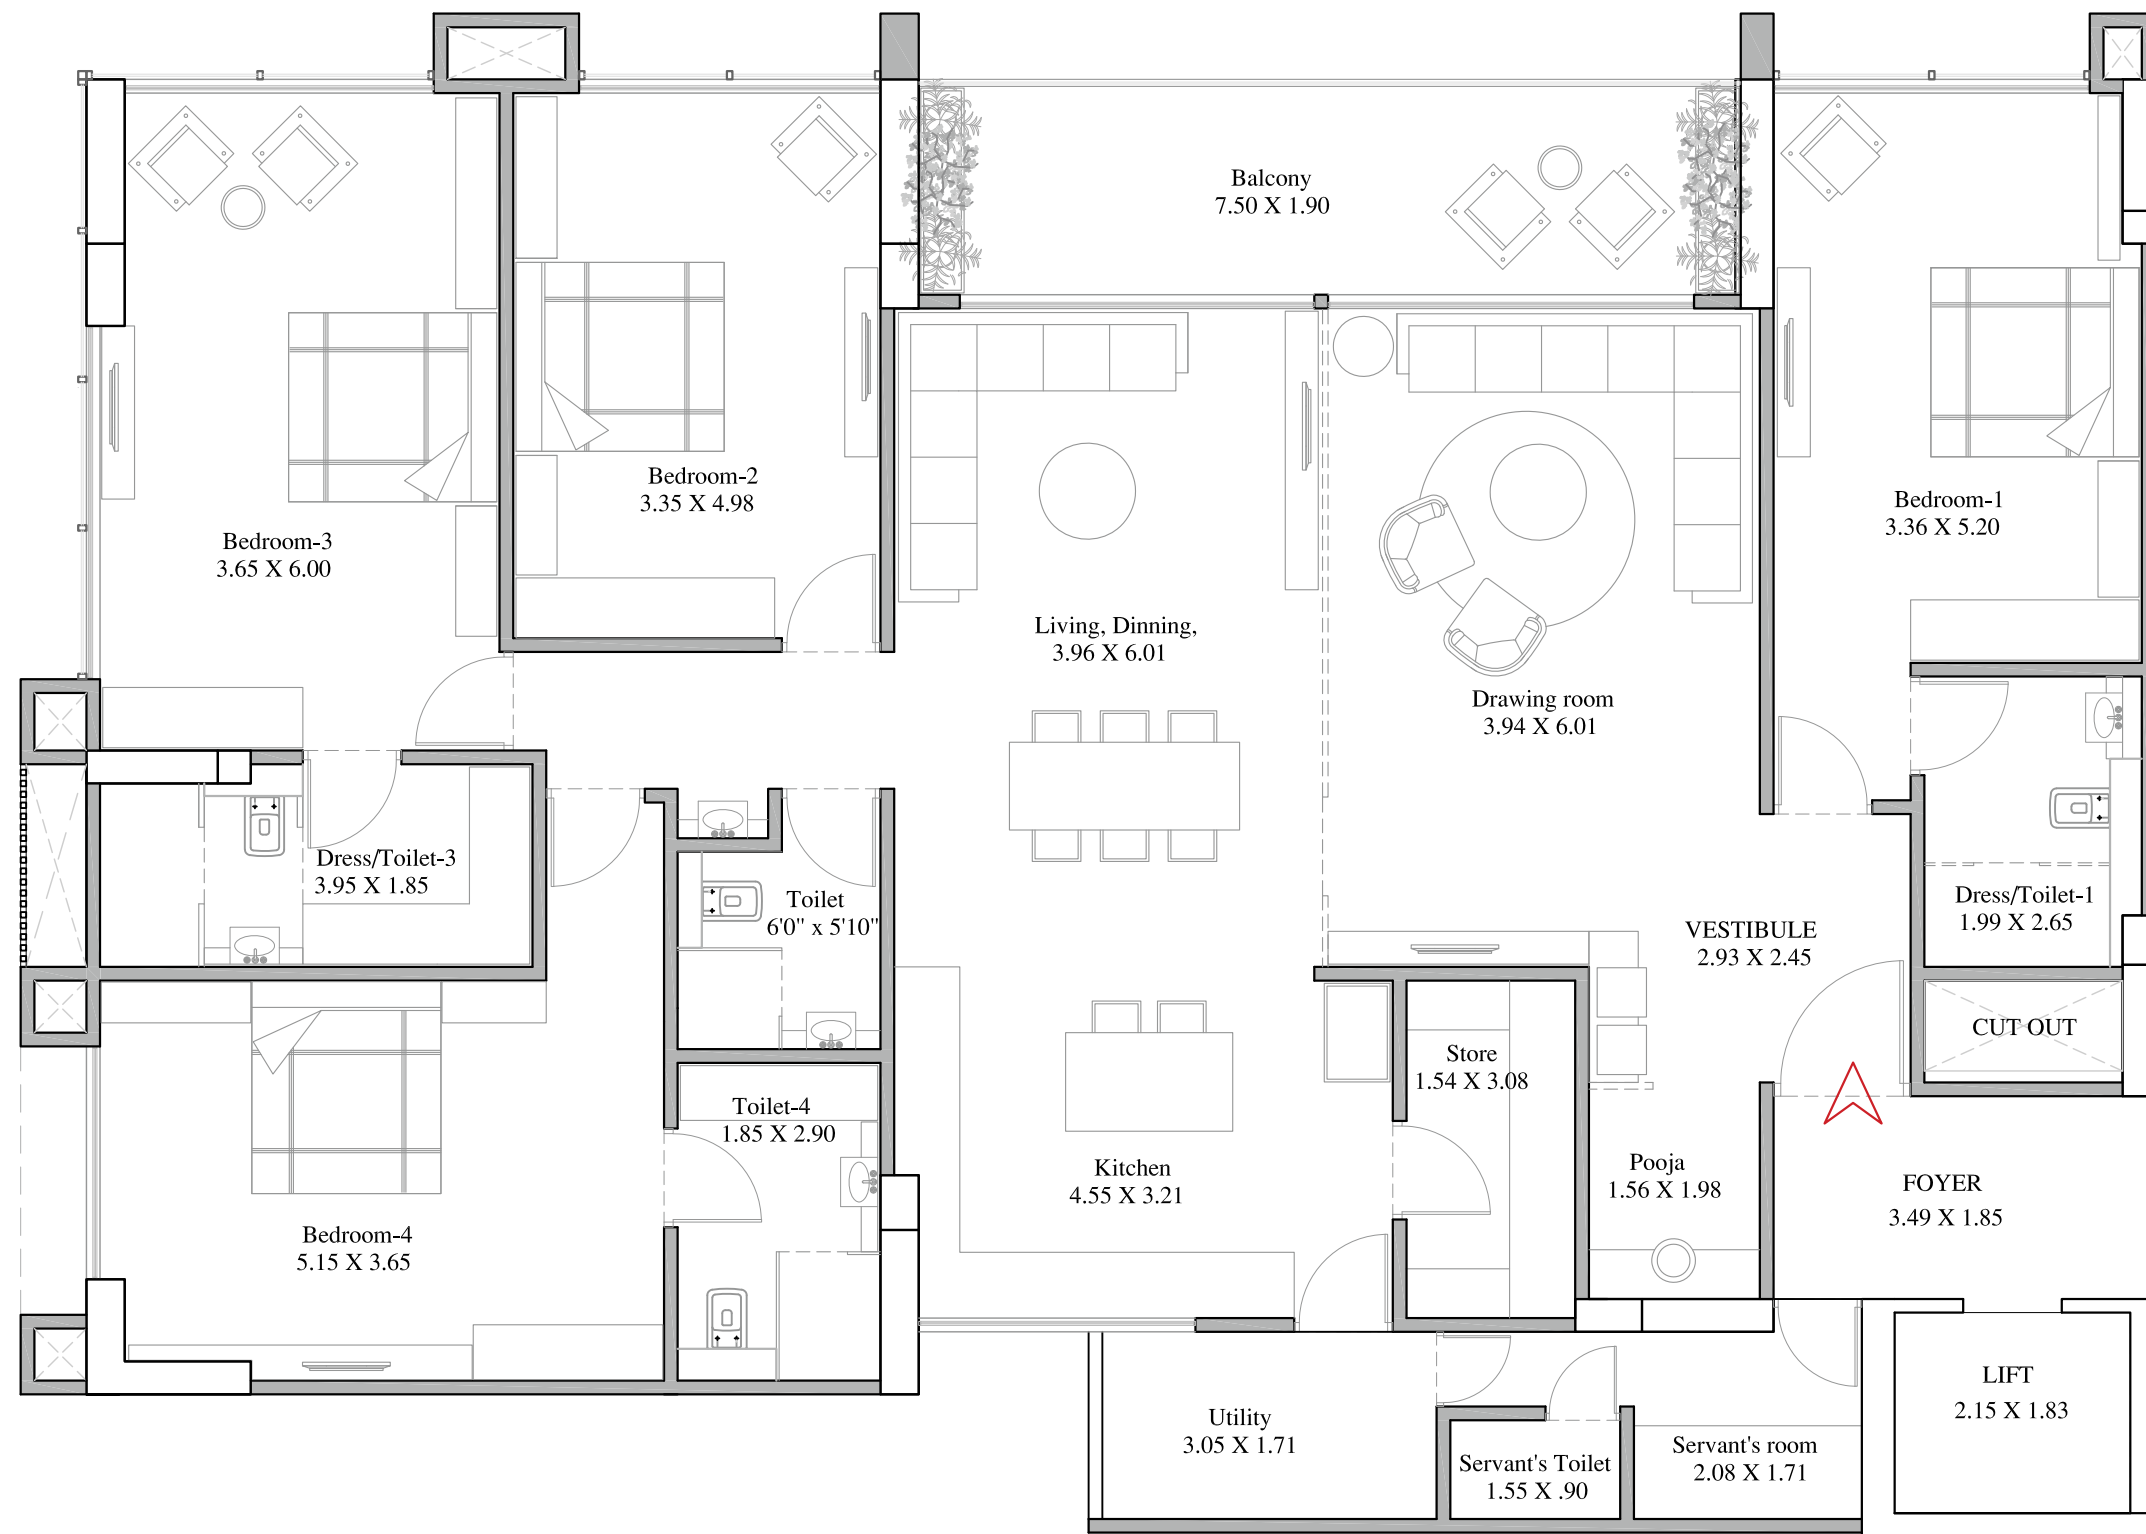 Balcony
7.50 X 1.90
Bedroom-2
3.35 X 4.98
Bedroom-1
3.36 X 5.20
Bedroom-3
3.65 X 6.00
Living, Dinning,
3.96 X 6.01
Drawing room
3.94 X 6.01
Dress/Toilet-3
3.95 X 1.85
Toilet
6'0" x 5'10"
Dress/Toilet-1
1.99 X 2.65
VESTIBULE
2.93 X 2.45
CUT OUT
Store
1.54 X 3.08
Toilet-4
1.85 X 2.90
Kitchen
4.55 X 3.21
Pooja
1.56 X 1.98
FOYER
3.49 X 1.85
Bedroom-4
5.15 X 3.65
LIFT
2.15 X 1.83
Utility
3.05 X 1.71
Servant's Toilet
1.55 X .90
Servant's room
2.08 X 1.71